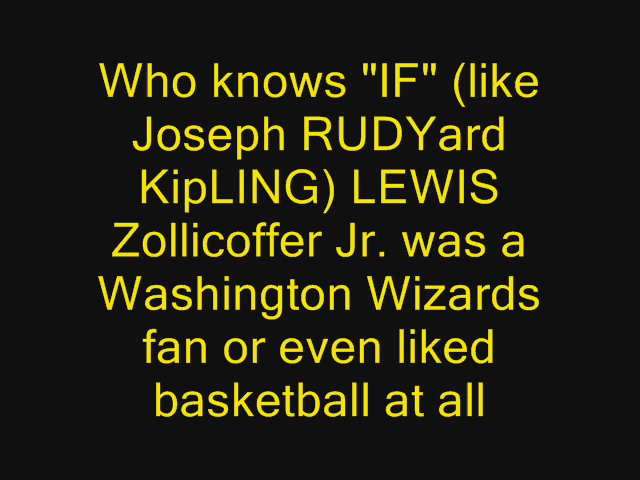 Who knows "IF" (like
Joseph RUDYard
KipLING) LEWIS
Zollicoffer Jr. was a
Washington Wizards
fan or even liked
basketball at all